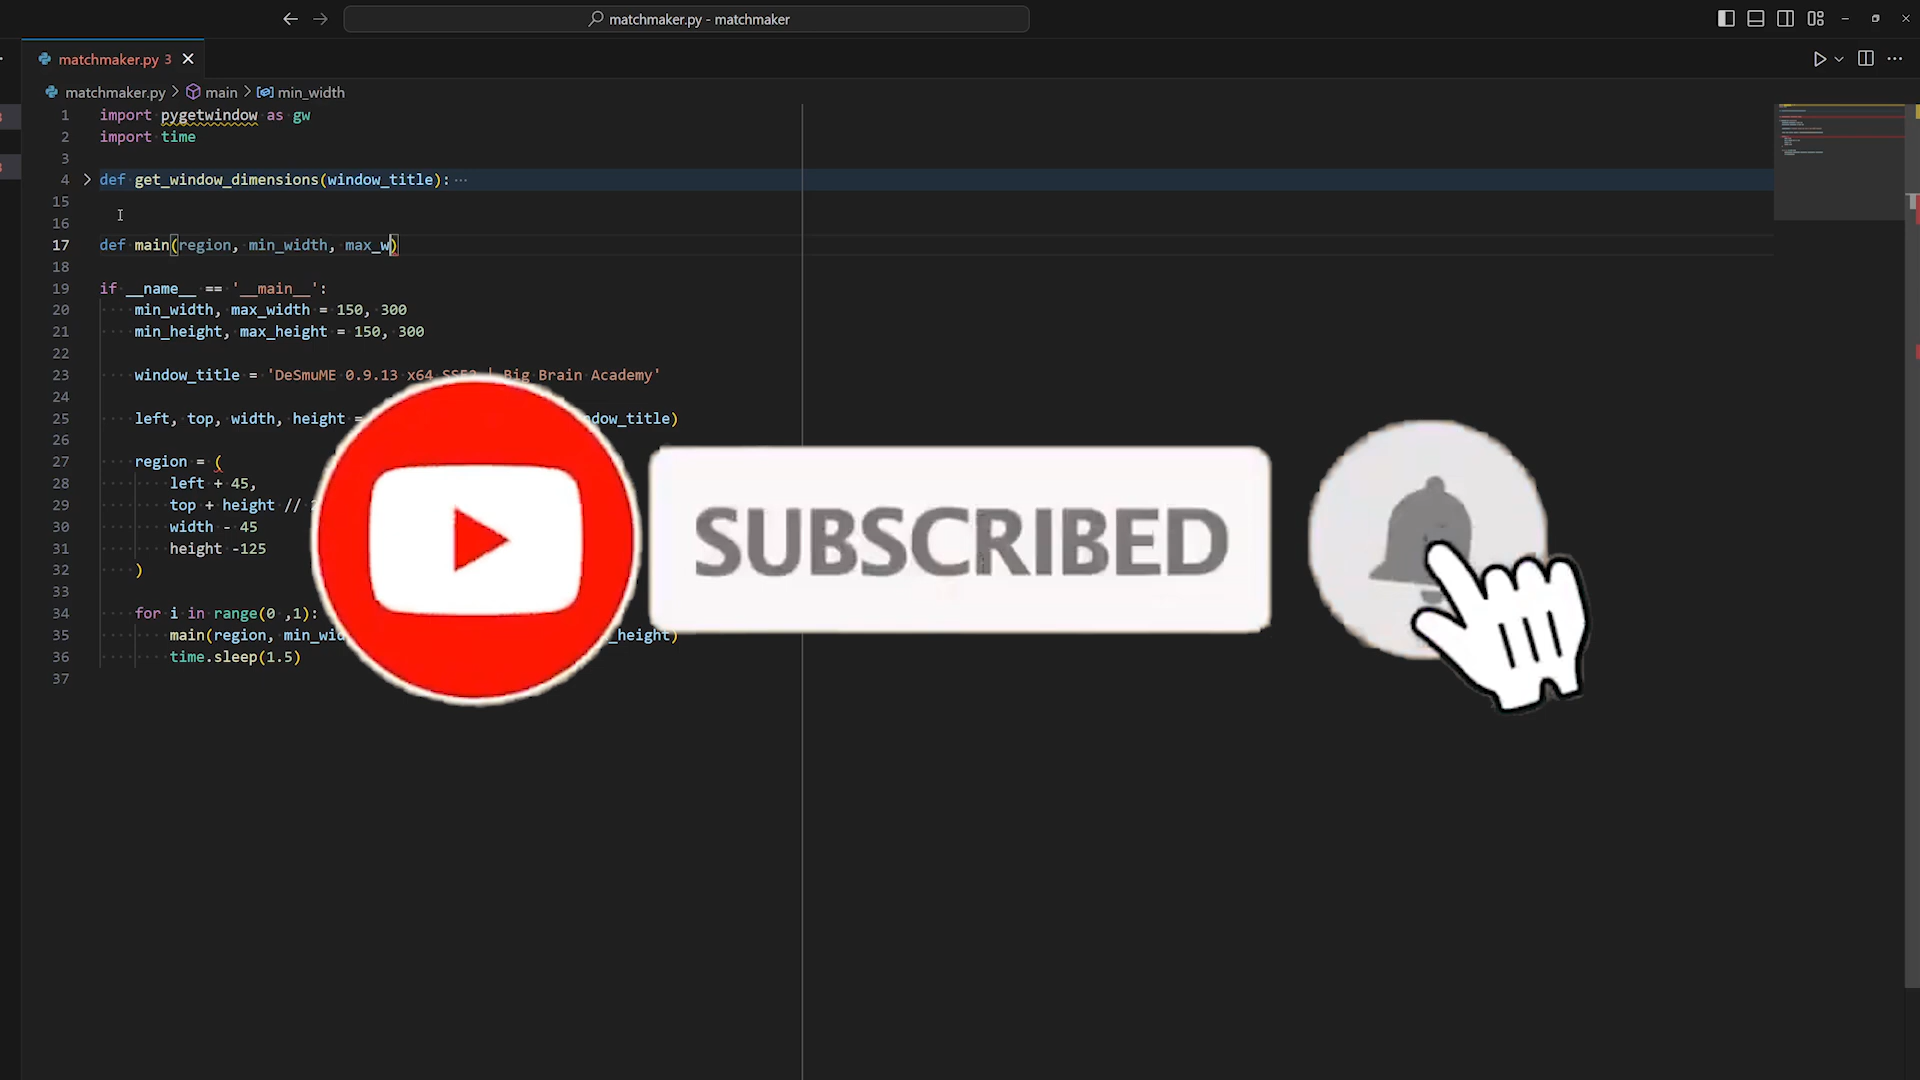 matchmaker.py - matchmaker
matchmaker.py 3
matchmaker.py > main > min_width
1 import pygetwindow as gw
2 import time
3
4 def get_window_dimensions(window_title): ···
15
16
17 def main(region, min_width, max_w)
18
19 if __name__ == '__main__':
20 min_width, max_width = 150, 300
21 min_height, max_height = 150, 300
22
23 window_title = 'DeSmuME 0.9.13 x64 SSE2 | Big Brain Academy'
24
25 left, top, width, height = dow_title)
26
27 region = (
28 left + 45,
29 top + height //
30 width - 45
31 height -125
32 )
33
34 for i in range(0 ,1):
35 main(region, min_wid _height)
36 time.sleep(1.5)
37
SUBSCRIBED